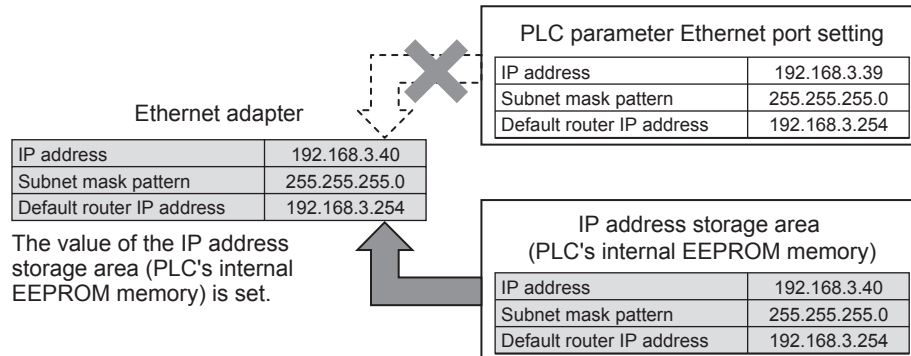 PLC parameter Ethernet port setting
IP address 192.168.3.39
Subnet mask pattern 255.255.255.0
Default router IP address 192.168.3.254
Ethernet adapter
IP address 192.168.3.40
Subnet mask pattern 255.255.255.0
Default router IP address 192.168.3.254
The value of the IP address
storage area (PLC's internal
EEPROM memory) is set.
IP address storage area
(PLC's internal EEPROM memory)
IP address 192.168.3.40
Subnet mask pattern 255.255.255.0
Default router IP address 192.168.3.254